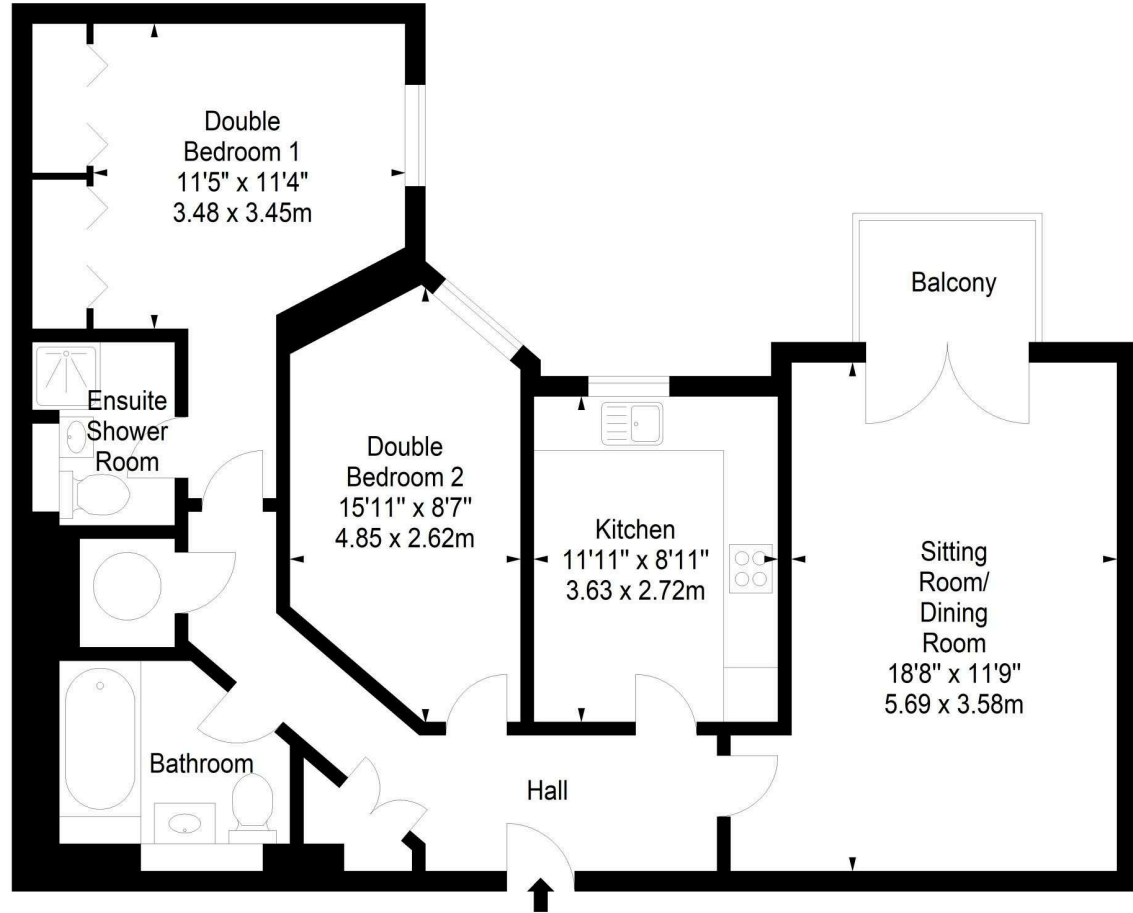 Double
Bedroom 1
11'5" x 11'4"
3.48 x 3.45m
Balcony
Ensuite
Shower
Room
Double
Bedroom 2
15'11" x 8'7"
4.85 x 2.62m
Kitchen
11'11" x 8'11"
3.63 x 2.72m
Sitting
Room/
Dining
Room
18'8" x 11'9"
5.69 x 3.58m
Bathroom
Hall